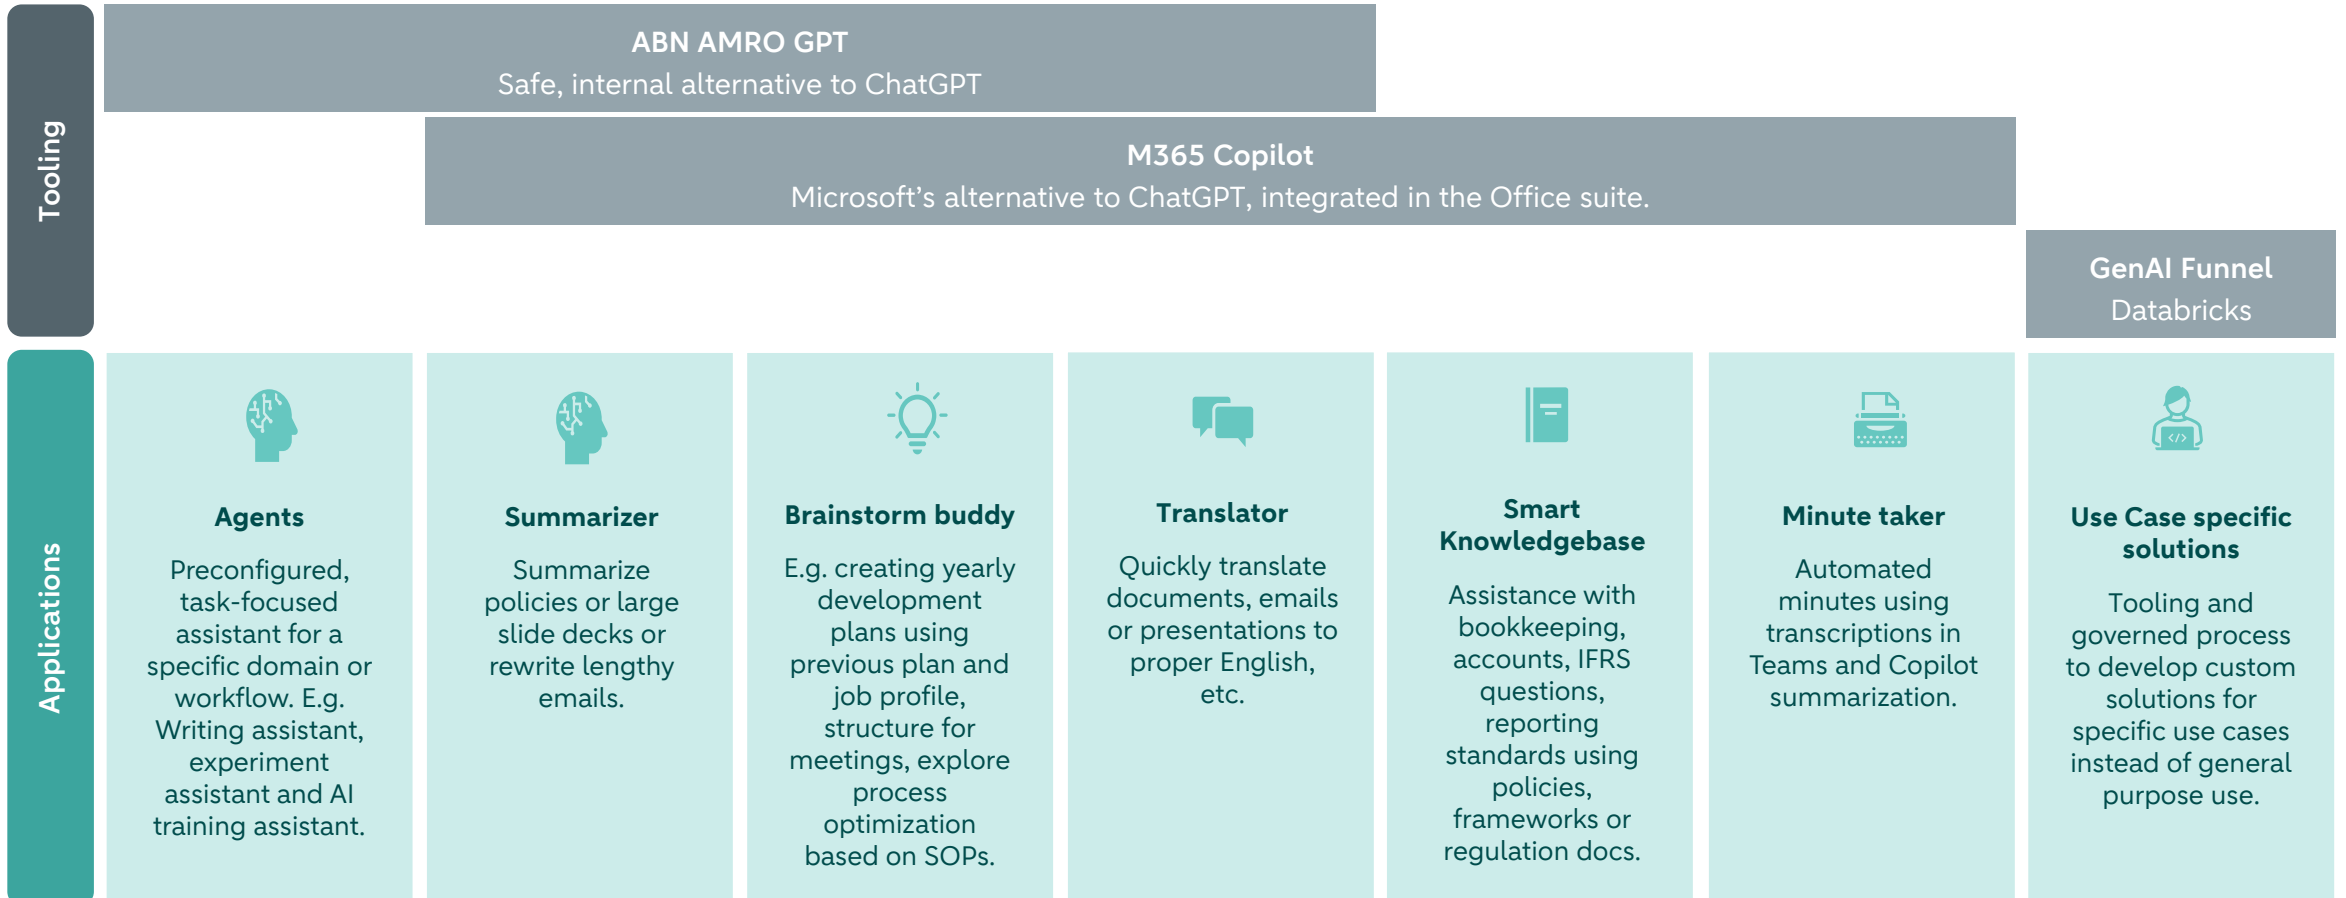 Tooling
ABN AMRO GPT
Safe, internal alternative to ChatGPT
M365 Copilot
Microsoft's alternative to ChatGPT, integrated in the Office suite.
GenAI Funnel
Databricks
Applications
Agents
Preconfigured,
task-focused
assistant for a
specific domain or
workflow. E.g.
Writing assistant,
experiment
assistant and AI
training assistant.
Summarizer
Summarize
policies or large
slide decks or
rewrite lengthy
emails.
Brainstorm buddy
E.g. creating yearly
development
plans using
previous plan and
job profile,
structure for
meetings, explore
process
optimization
based on SOPs.
Translator
Quickly translate
documents, emails
or presentations to
proper English,
etc.
Smart
Knowledgebase
Assistance with
bookkeeping,
accounts, IFRS
questions,
reporting
standards using
policies,
frameworks or
regulation docs.
Minute taker
Automated
minutes using
transcriptions in
Teams and Copilot
summarization.
</>
Use Case specific
solutions
Tooling and
governed process
to develop custom
solutions for
specific use cases
instead of general
purpose use.